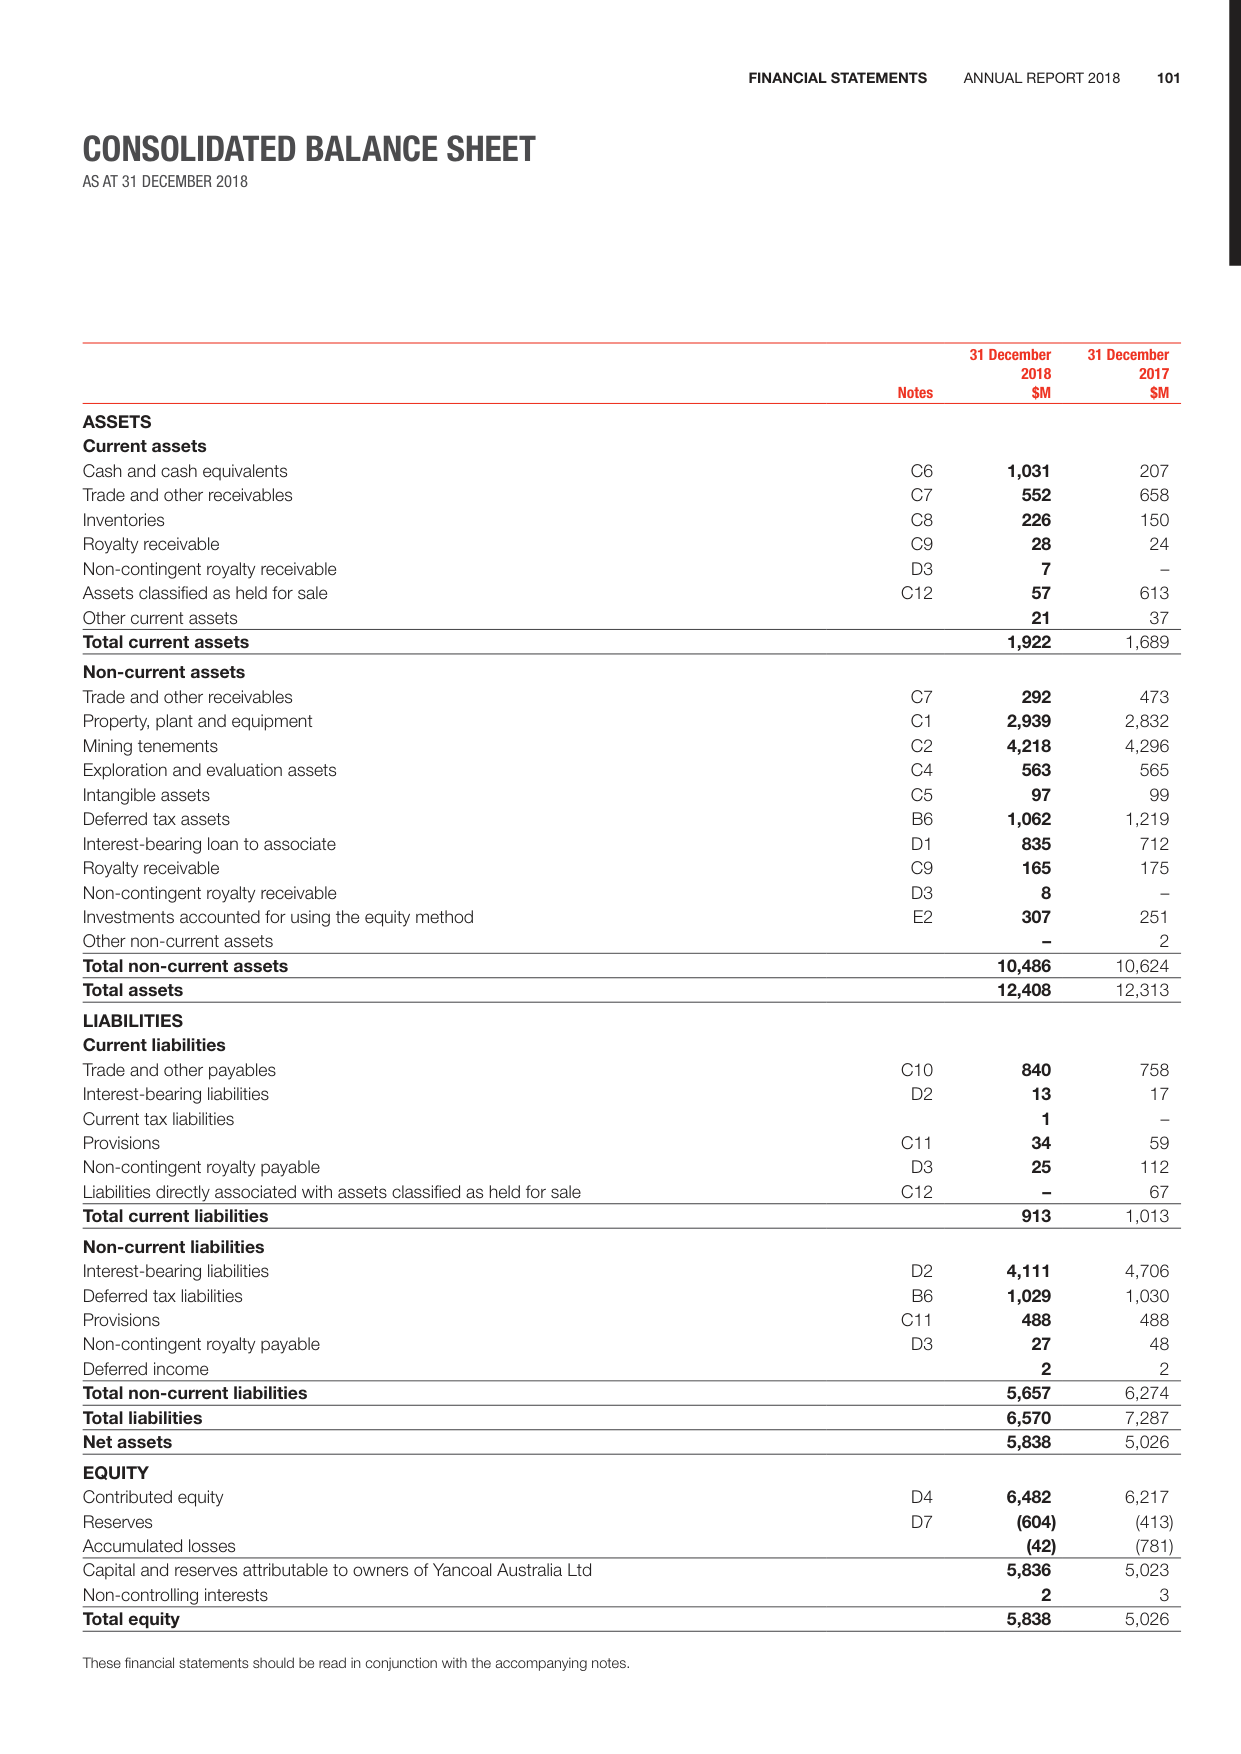 FINANCIAL STATEMENTS ANNUAL REPORT 2018 101
CONSOLIDATED BALANCE SHEET
AS AT 31 DECEMBER 2018
31 December 31 December
2018 2017
Notes $M $M
ASSETS
Current assets
Cash and cash equivalents C6 1,031 207
Trade and other receivables C7 552 658
Inventories C8 226 150
Royalty receivable C9 28 24
Non-contingent royalty receivable D3 7 –
Assets classified as held for sale C12 57 613
Other current assets 21 37
Total current assets 1,922 1,689
Non-current assets
Trade and other receivables C7 292 473
Property, plant and equipment C1 2,939 2,832
Mining tenements C2 4,218 4,296
Exploration and evaluation assets C4 563 565
Intangible assets C5 97 99
Deferred tax assets B6 1,062 1,219
Interest-bearing loan to associate D1 835 712
Royalty receivable C9 165 175
Non-contingent royalty receivable D3 8 –
Investments accounted for using the equity method E2 307 251
Other non-current assets – 2
Total non-current assets 10,486 10,624
Total assets 12,408 12,313
LIABILITIES
Current liabilities
Trade and other payables C10 840 758
Interest-bearing liabilities D2 13 17
Current tax liabilities 1 –
Provisions C11 34 59
Non-contingent royalty payable D3 25 112
Liabilities directly associated with assets classified as held for sale C12 – 67
Total current liabilities 913 1,013
Non-current liabilities
Interest-bearing liabilities D2 4,111 4,706
Deferred tax liabilities B6 1,029 1,030
Provisions C11 488 488
Non-contingent royalty payable D3 27 48
Deferred income 2 2
Total non-current liabilities 5,657 6,274
Total liabilities 6,570 7,287
Net assets 5,838 5,026
EQUITY
Contributed equity D4 6,482 6,217
Reserves D7 (604) (413)
Accumulated losses (42) (781)
Capital and reserves attributable to owners of Yancoal Australia Ltd 5,836 5,023
Non-controlling interests 2 3
Total equity 5,838 5,026
These financial statements should be read in conjunction with the accompanying notes.